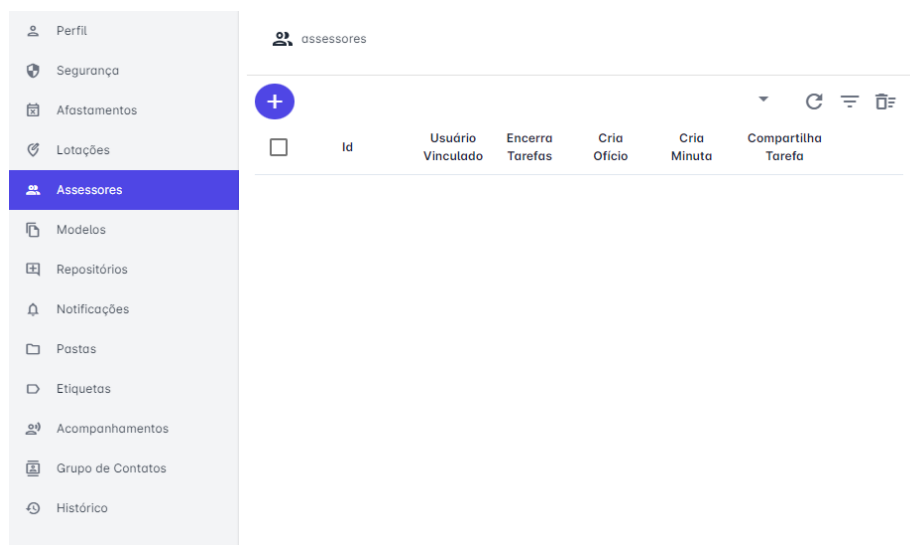 Perfil
Segurança
Afastamentos
Lotações
Assessores
Modelos
Repositórios
Notificações
Pastas
Etiquetas
Acompanhamentos
Grupo de Contatos
Histórico
assessores
Id
Usuário
Vinculado
Encerra
Tarefas
Cria
Ofício
Cria
Minuta
Compartilha
Tarefa